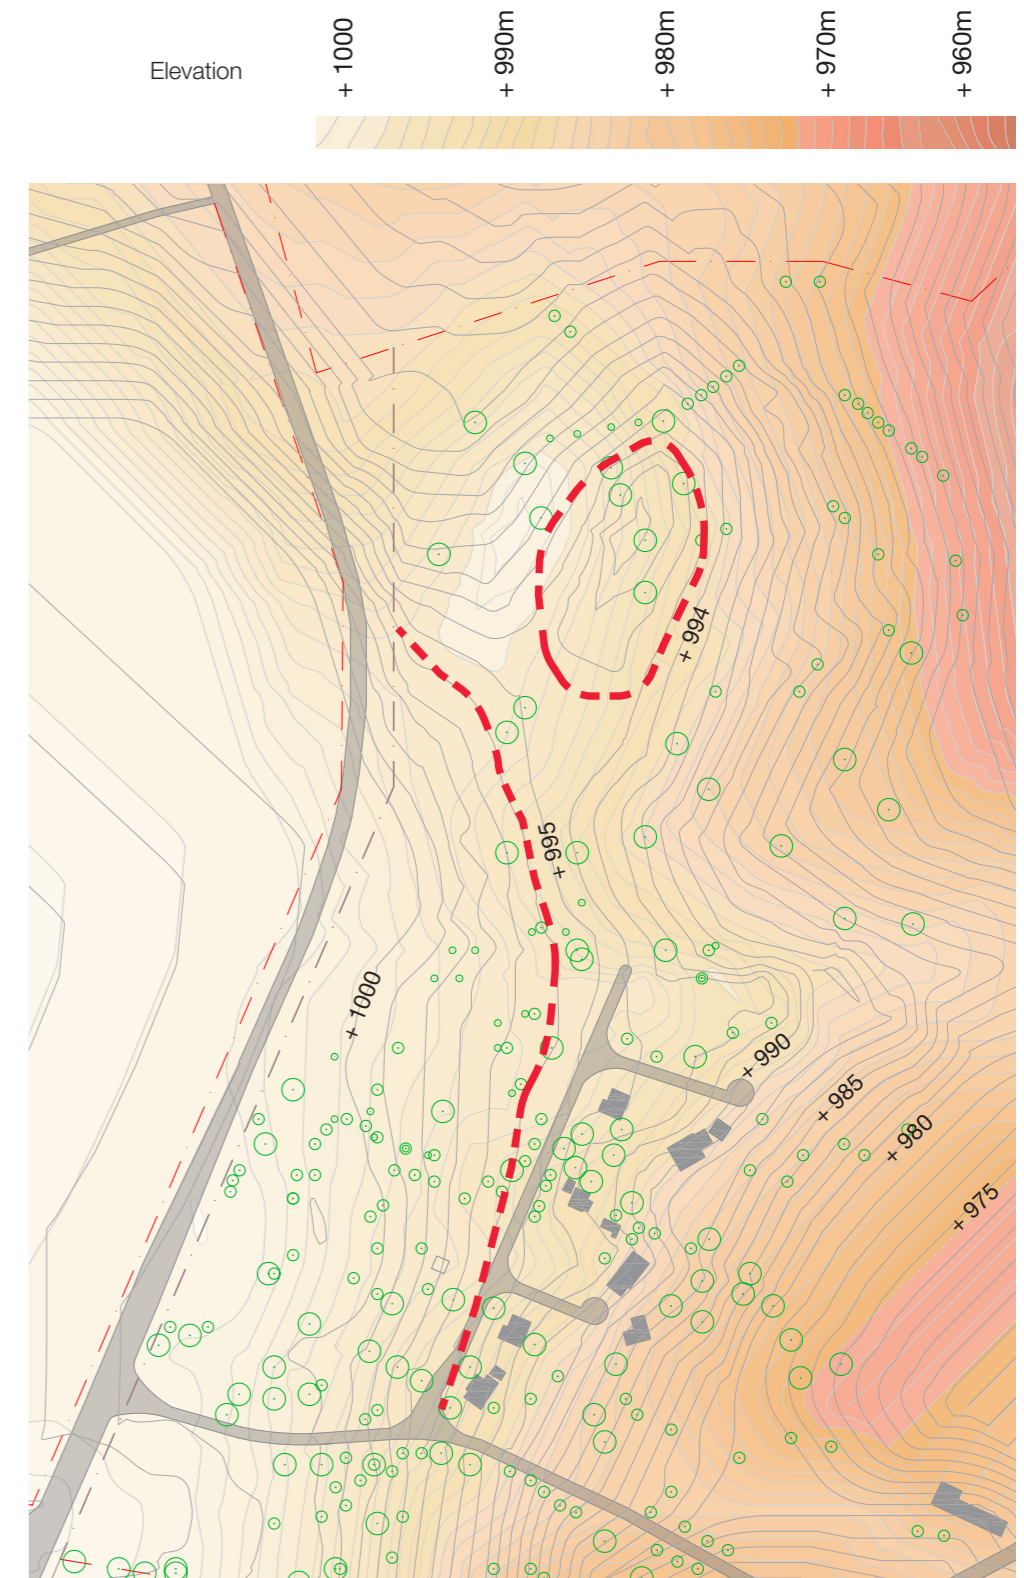 Elevation
+ 1000
+ 990m
+ 980m
+ 970m
+ 960m
+ 994
+ 995
+ 1000
+ 990
+ 985
+ 980
+ 975